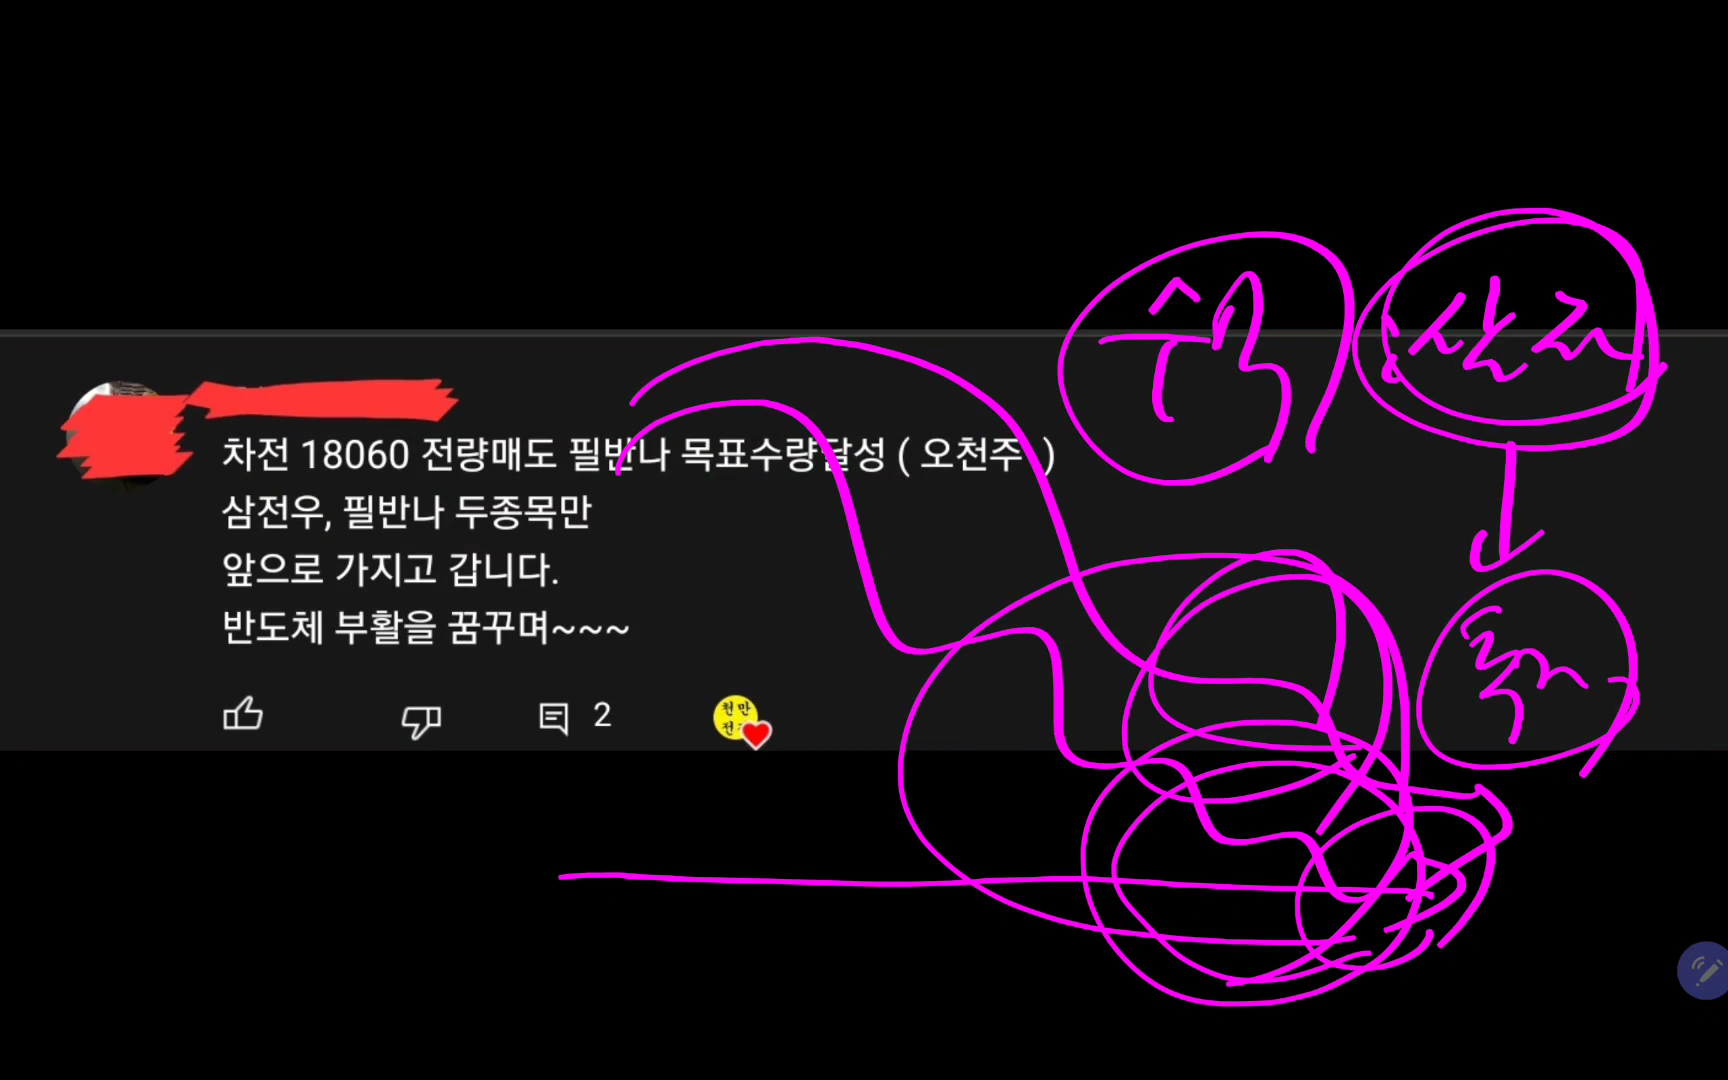 차전 18060 전량매도 필반나 목표수량달성 ( 오천주 )
삼전우, 필반나 두종목만
앞으로 가지고 갑니다.
반도체 부활을 꿈꾸며~~~
2
천만